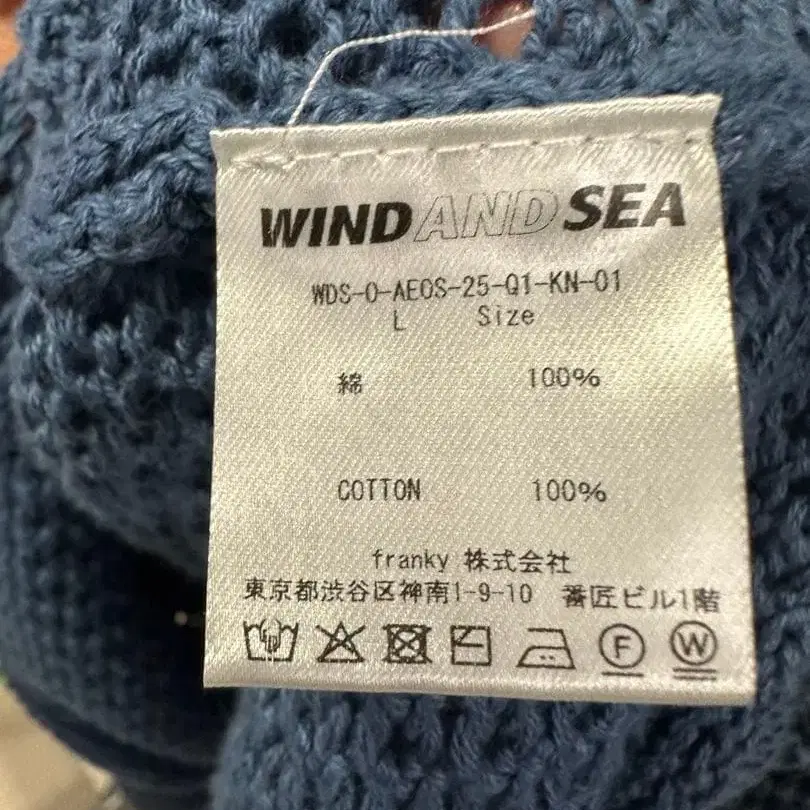 WIND AND SEA
WDS-O-AEOS-25-Q1-KN-01
L Size
綿 100%
COTTON 100%
franky 株式会社
東京都渋谷区神南1-9-10 番匠ビル1階
F W